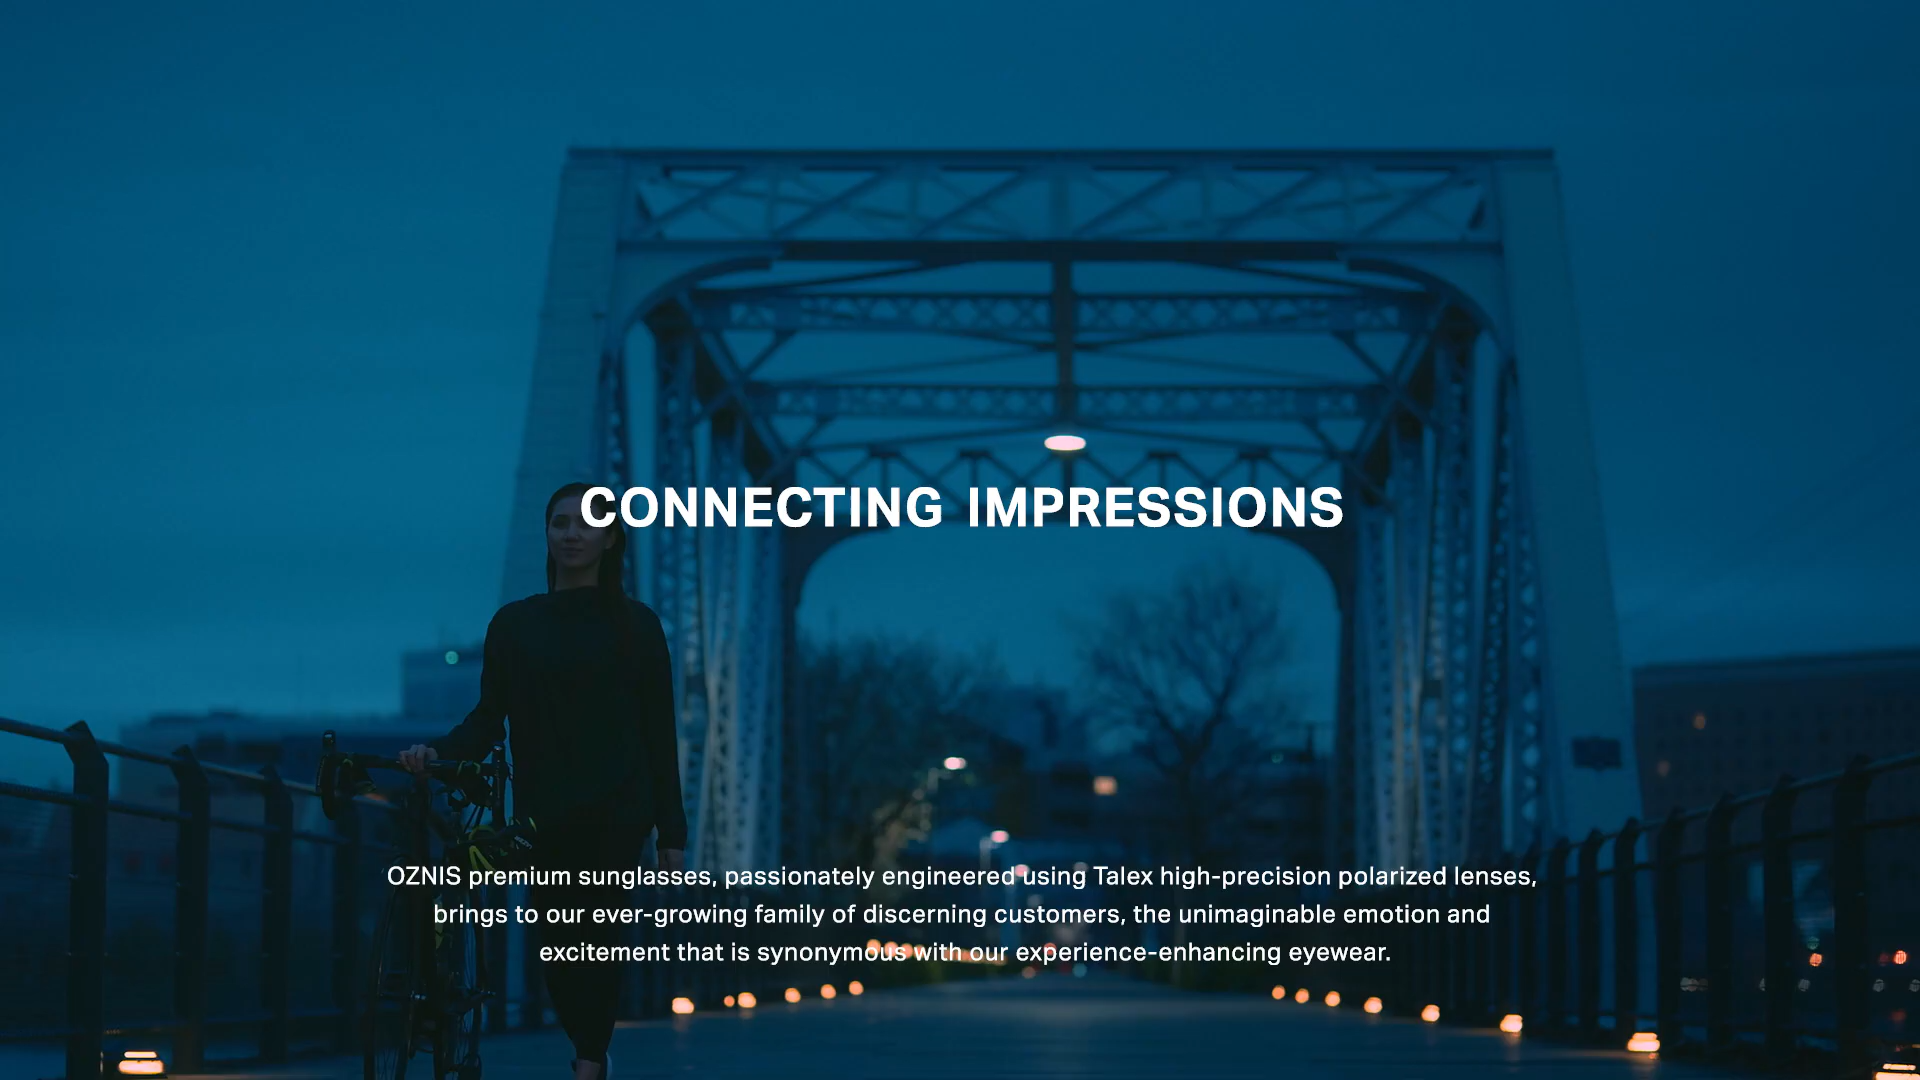 CONNECTING IMPRESSIONS
OZNIS premium sunglasses, passionately engineered using Talex high-precision polarized lenses,
brings to our ever-growing family of discerning customers, the unimaginable emotion and
excitement that is synonymous with our experience-enhancing eyewear.